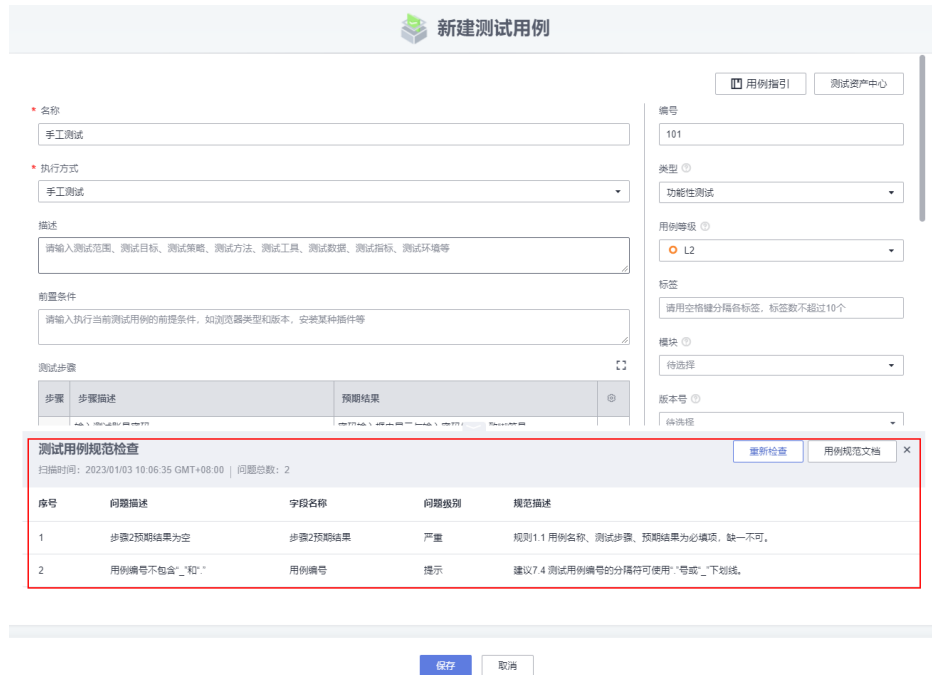 新建测试用例
用例指引 测试资产中心
* 名称
手工测试
* 执行方式
手工测试
描述
请输入测试范围、测试目标、测试策略、测试方法、测试工具、测试数据、测试指标、测试环境等
前置条件
请输入执行当前测试用例的前提条件，如浏览器类型和版本，安装某种插件等
测试步骤
步骤 步骤描述 预期结果
编号
101
类型
功能性测试
用例等级
L2
标签
请用空格键分隔各标签，标签数不超过10个
模块
待选择
版本号
待选择
测试用例规范检查
重新检查 用例规范文档 ×
扫描时间：2023/01/03 10:06:35 GMT+08:00 | 问题总数：2
序号 问题描述 字段名称 问题级别 规范描述
1 步骤2预期结果为空 步骤2预期结果 严重 规则1.1 用例名称、测试步骤、预期结果为必填项，缺一不可。
2 用例编号不包含“_”和“.” 用例编号 提示 建议7.4 测试用例编号的分隔符可使用“.”号或“_”下划线。
保存 取消